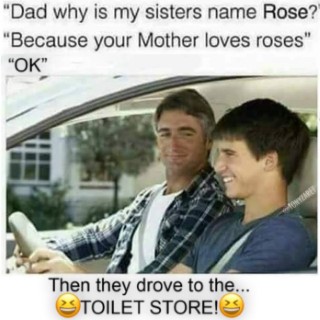 “Dad why is my sisters name Rose?"
“Because your Mother loves roses”
“OK”
Then they drove to the...
😆TOILET STORE!😆